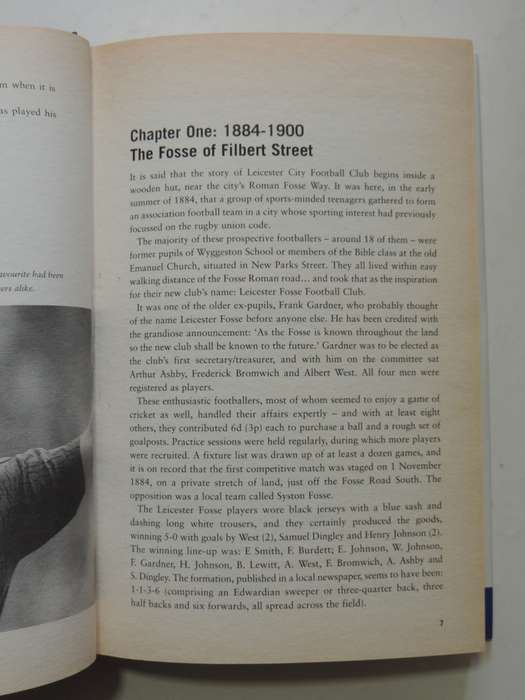 m when it is
as played his
avourite had been
ers alike.
Chapter One: 1884-1900
The Fosse of Filbert Street
It is said that the story of Leicester City Football Club begins inside a
wooden hut, near the city's Roman Fosse Way. It was here, in the early
summer of 1884, that a group of sports-minded teenagers gathered to form
an association football team in a city whose sporting interest had previously
focussed on the rugby union code.
The majority of these prospective footballers – around 18 of them – were
former pupils of Wyggeston School or members of the Bible class at the old
Emanuel Church, situated in New Parks Street. They all lived within easy
walking distance of the Fosse Roman road... and took that as the inspiration
for their new club's name: Leicester Fosse Football Club.
It was one of the older ex-pupils, Frank Gardner, who probably thought
of the name Leicester Fosse before anyone else. He has been credited with
the grandiose announcement: 'As the Fosse is known throughout the land
so the new club shall be known to the future.' Gardner was to be elected as
the club's first secretary/treasurer, and with him on the committee sat
Arthur Ashby, Frederick Bromwich and Albert West. All four men were
registered as players.
These enthusiastic footballers, most of whom seemed to enjoy a game of
cricket as well, handled their affairs expertly – and with at least eight
others, they contributed 6d (3p) each to purchase a ball and a rough set of
goalposts. Practice sessions were held regularly, during which more players
were recruited. A fixture list was drawn up of at least a dozen games, and
it is on record that the first competitive match was staged on 1 November
1884, on a private stretch of land, just off the Fosse Road South. The
opposition was a local team called Syston Fosse.
The Leicester Fosse players wore black jerseys with a blue sash and
dashing long white trousers, and they certainly produced the goods,
winning 5-0 with goals by West (2), Samuel Dingley and Henry Johnson (2).
The winning line-up was: F. Smith, F. Burdett; E. Johnson, W. Johnson,
F. Gardner, H. Johnson, B. Lewitt, A. West, F. Bromwich, A. Ashby and
S. Dingley. The formation, published in a local newspaper, seems to have been:
1-1-3-6 (comprising an Edwardian sweeper or three-quarter back, three
half backs and six forwards, all spread across the field).
7